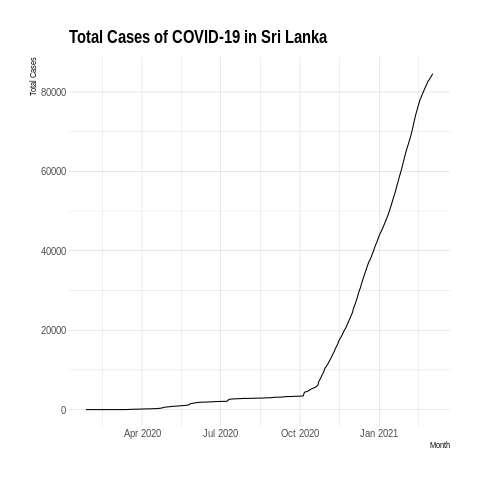 Total Cases of COVID-19 in Sri Lanka
Total Cases
80000
60000
40000
20000
0
Apr 2020 Jul 2020 Oct 2020 Jan 2021
Month